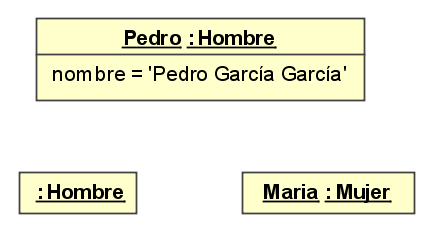 Pedro :Hombre
nombre = 'Pedro García García'
:Hombre
Maria :Mujer